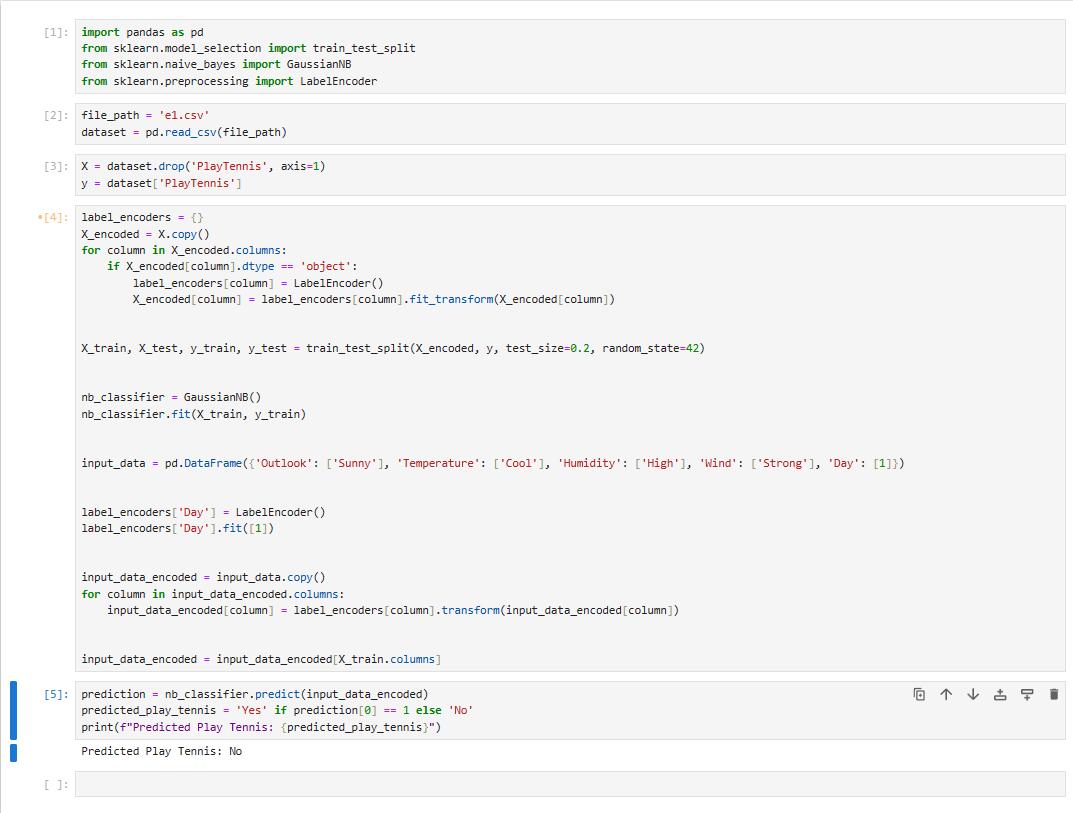 [1]:
import pandas as pd
from sklearn.model_selection import train_test_split
from sklearn.naive_bayes import GaussianNB
from sklearn.preprocessing import LabelEncoder
[2]:
file_path = 'e1.csv'
dataset = pd.read_csv(file_path)
[3]:
X = dataset.drop('PlayTennis', axis=1)
y = dataset['PlayTennis']
•[4]:
label_encoders = {}
X_encoded = X.copy()
for column in X_encoded.columns:
    if X_encoded[column].dtype == 'object':
        label_encoders[column] = LabelEncoder()
        X_encoded[column] = label_encoders[column].fit_transform(X_encoded[column])
X_train, X_test, y_train, y_test = train_test_split(X_encoded, y, test_size=0.2, random_state=42)
nb_classifier = GaussianNB()
nb_classifier.fit(X_train, y_train)
input_data = pd.DataFrame({'Outlook': ['Sunny'], 'Temperature': ['Cool'], 'Humidity': ['High'], 'Wind': ['Strong'], 'Day': [1]})
label_encoders['Day'] = LabelEncoder()
label_encoders['Day'].fit([1])
input_data_encoded = input_data.copy()
for column in input_data_encoded.columns:
    input_data_encoded[column] = label_encoders[column].transform(input_data_encoded[column])
input_data_encoded = input_data_encoded[X_train.columns]
[5]:
prediction = nb_classifier.predict(input_data_encoded)
predicted_play_tennis = 'Yes' if prediction[0] == 1 else 'No'
print(f"Predicted Play Tennis: {predicted_play_tennis}")
Predicted Play Tennis: No
[ ]: